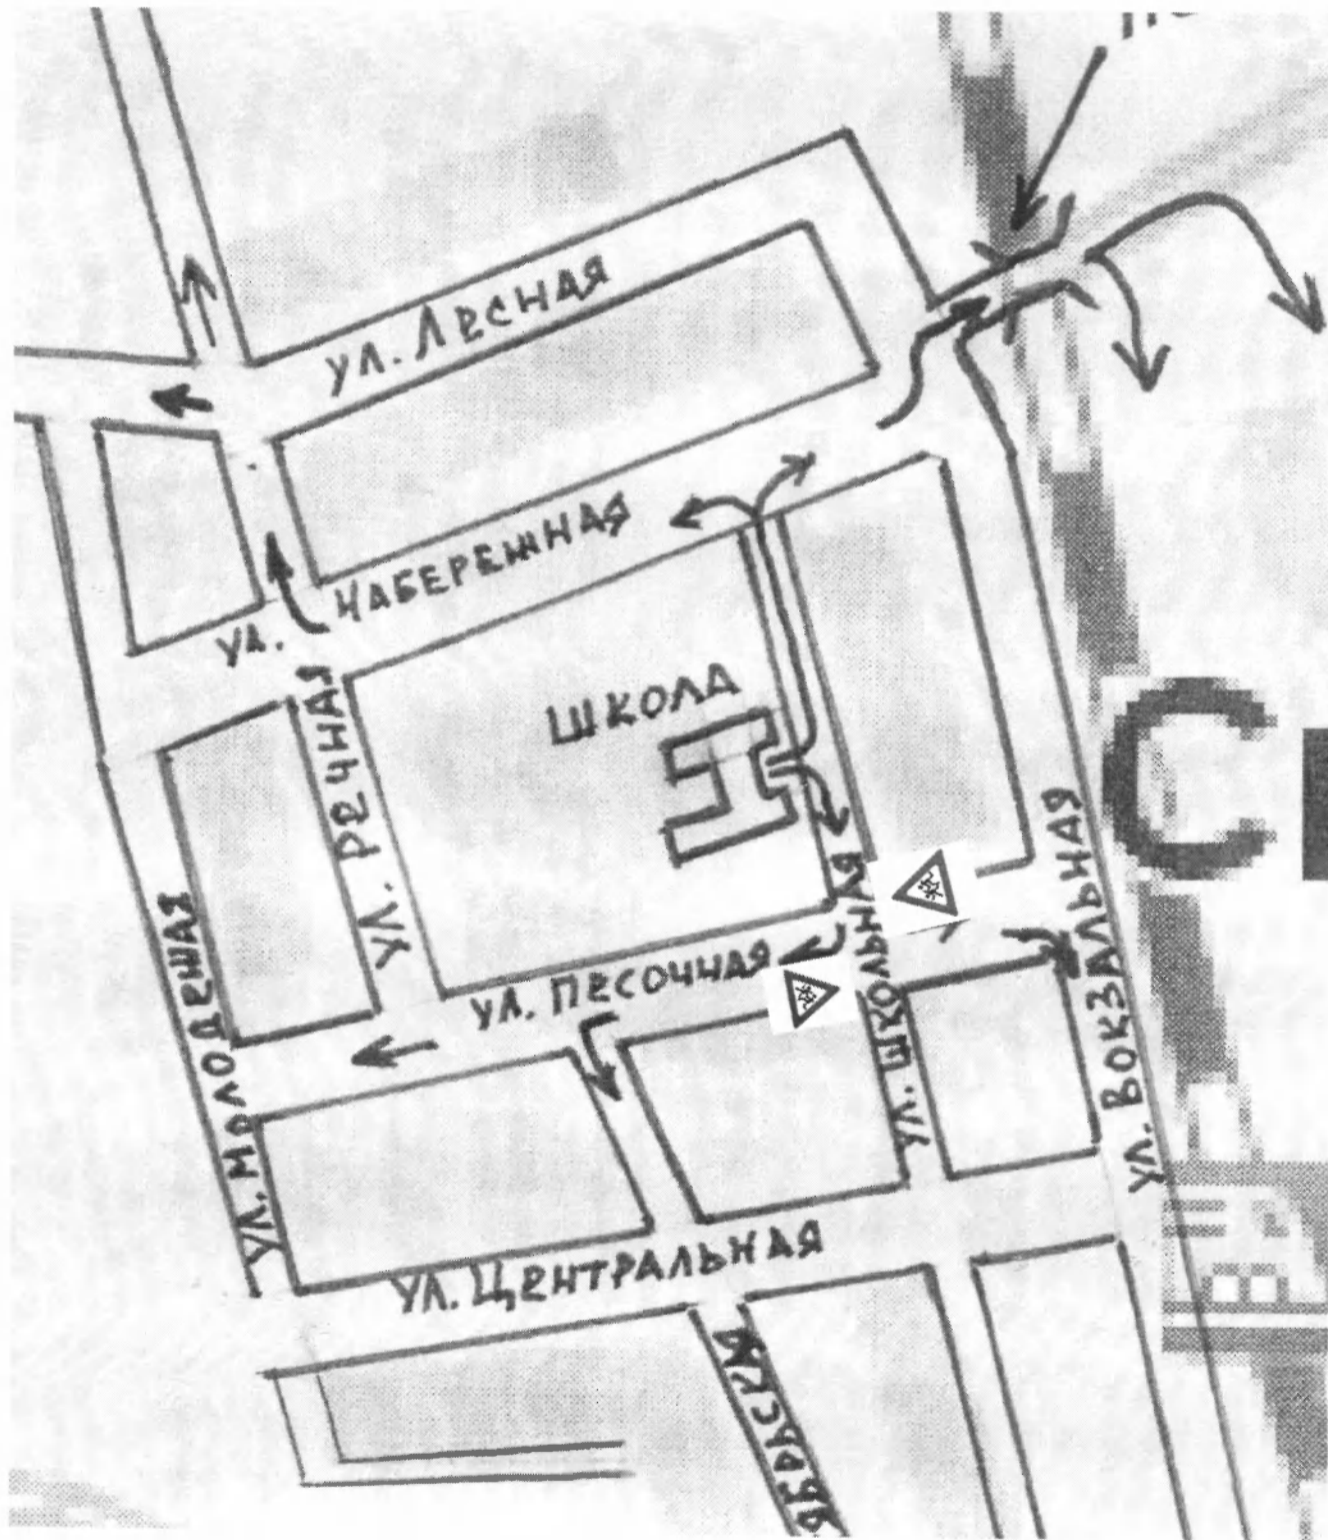 ул. Лесная
ул. Набережная
ШКОЛА
ул. Речная
ул. Песочная
ул. Школьная
ул. Вокзальная
ул. Молодежная
ул. Центральная
С